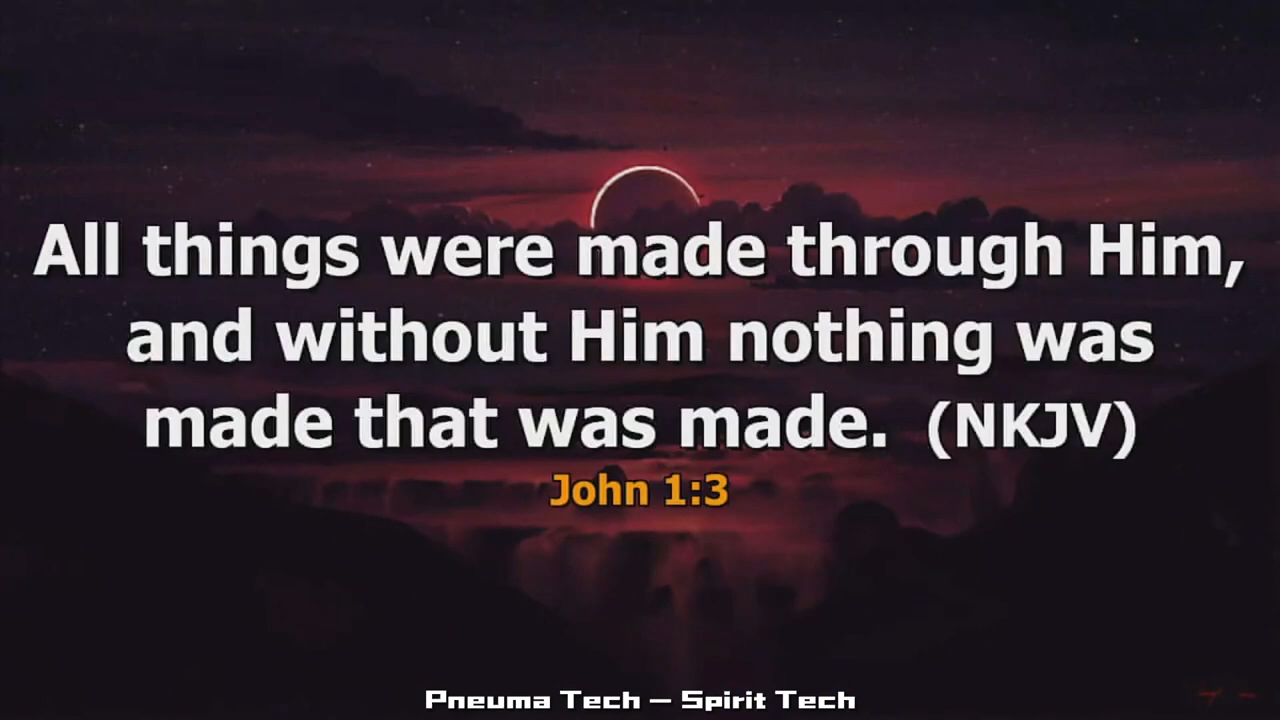 All things were made through Him,
and without Him nothing was
made that was made.  (NKJV)
John 1:3
Pneuma Tech — Spirit Tech